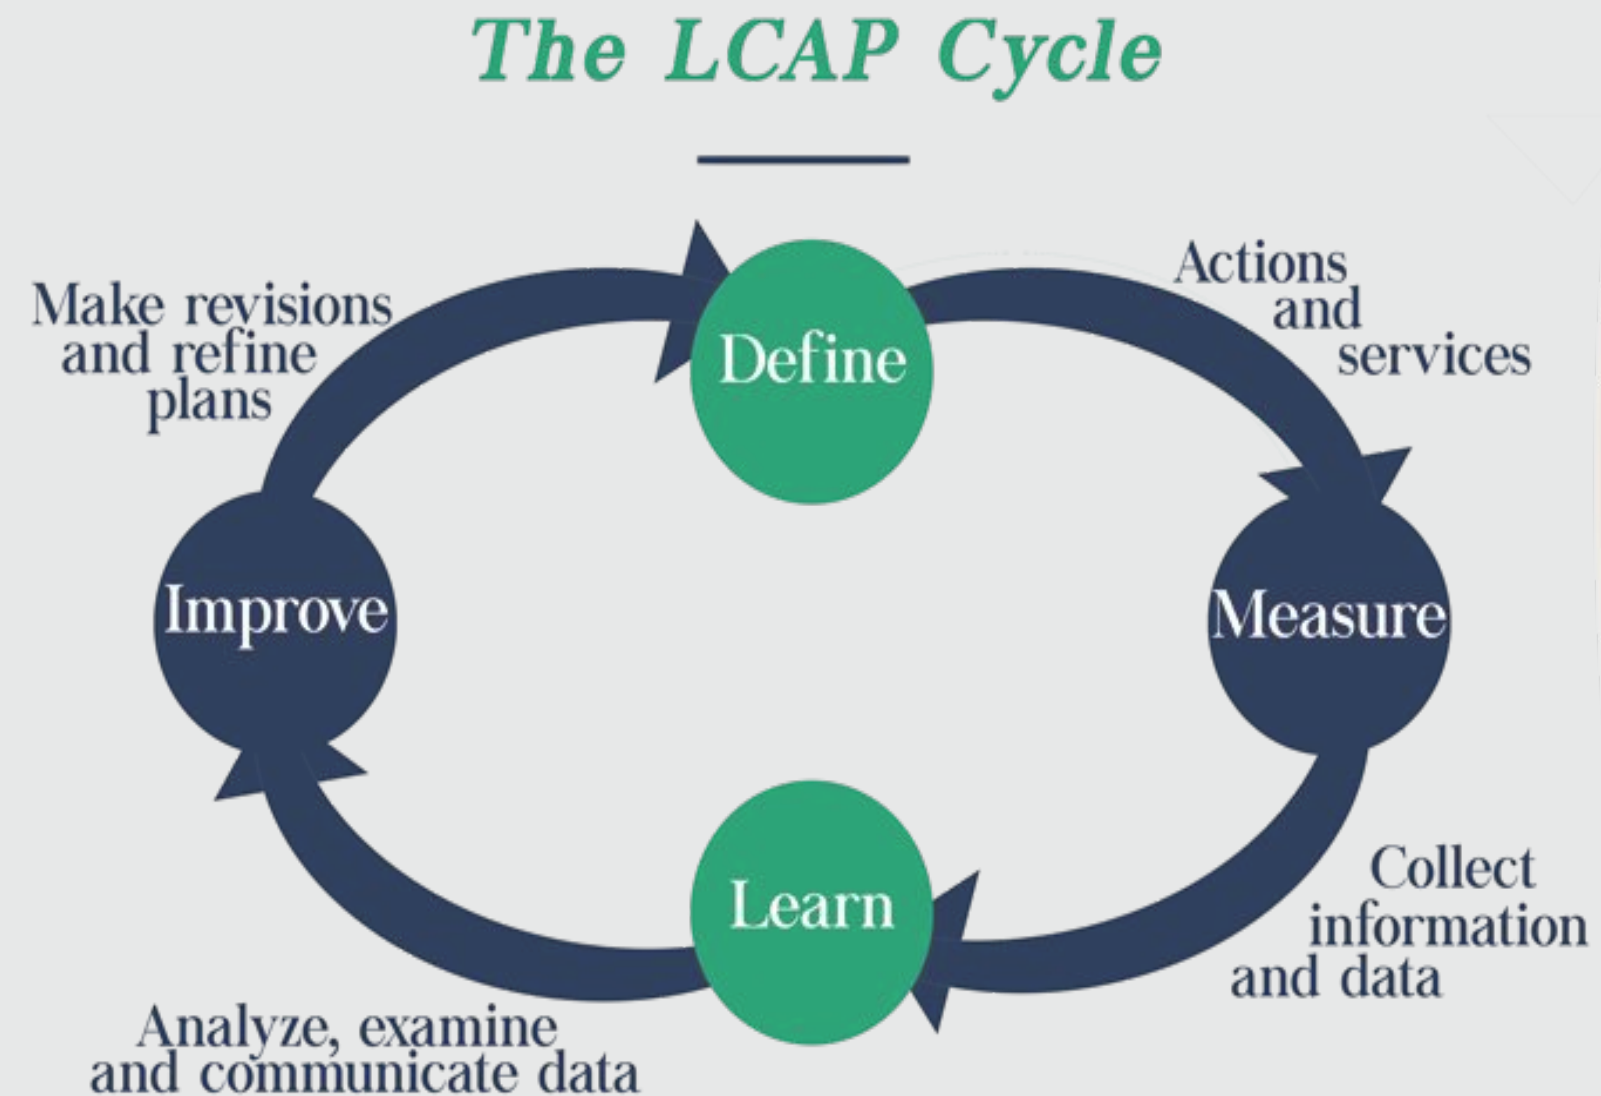 The LCAP Cycle
Make revisions
and refine
plans
Define
Actions
and
services
Improve
Measure
Learn
Collect
information
and data
Analyze, examine
and communicate data